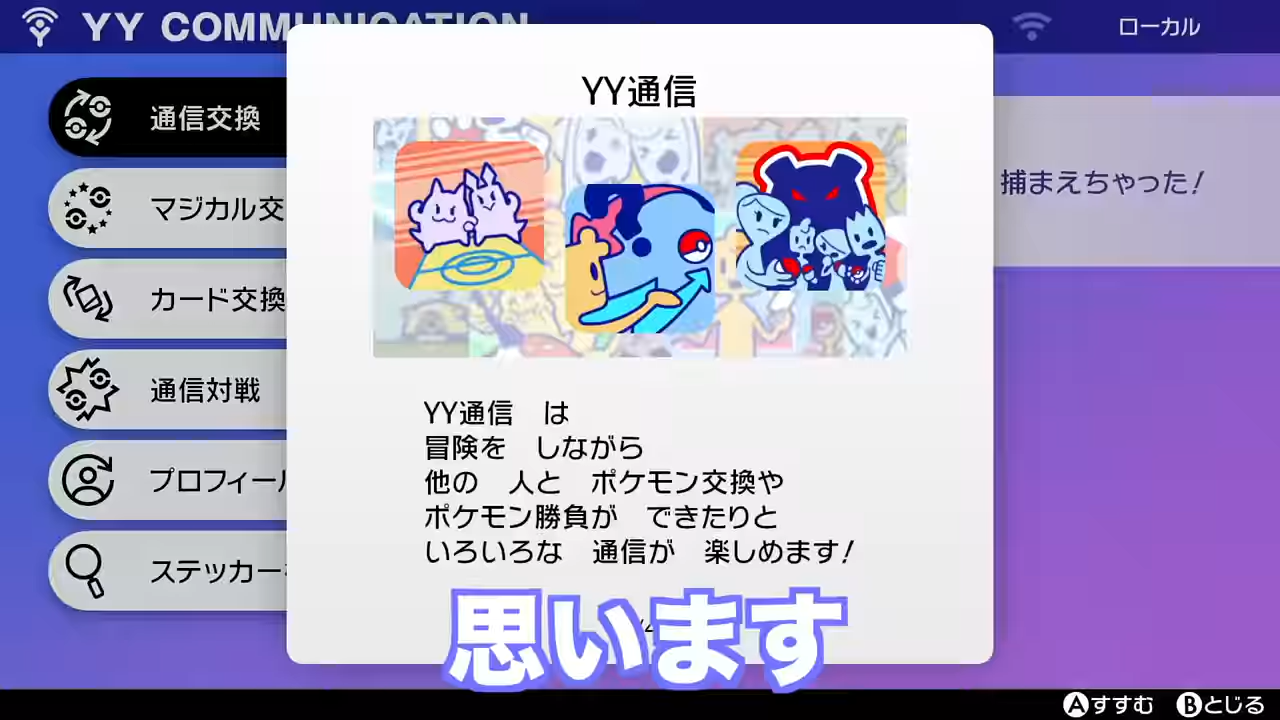 YY COMMUNICATION
ローカル
YY通信
通信交換
マジカル交
カード交換
通信対戦
プロフィール
ステッカー
捕まえちゃった!
YY通信 は
冒険を しながら
他の 人と ポケモン交換や
ポケモン勝負が できたりと
いろいろな 通信が 楽しめます!
思います
Aすすむ Bとじる